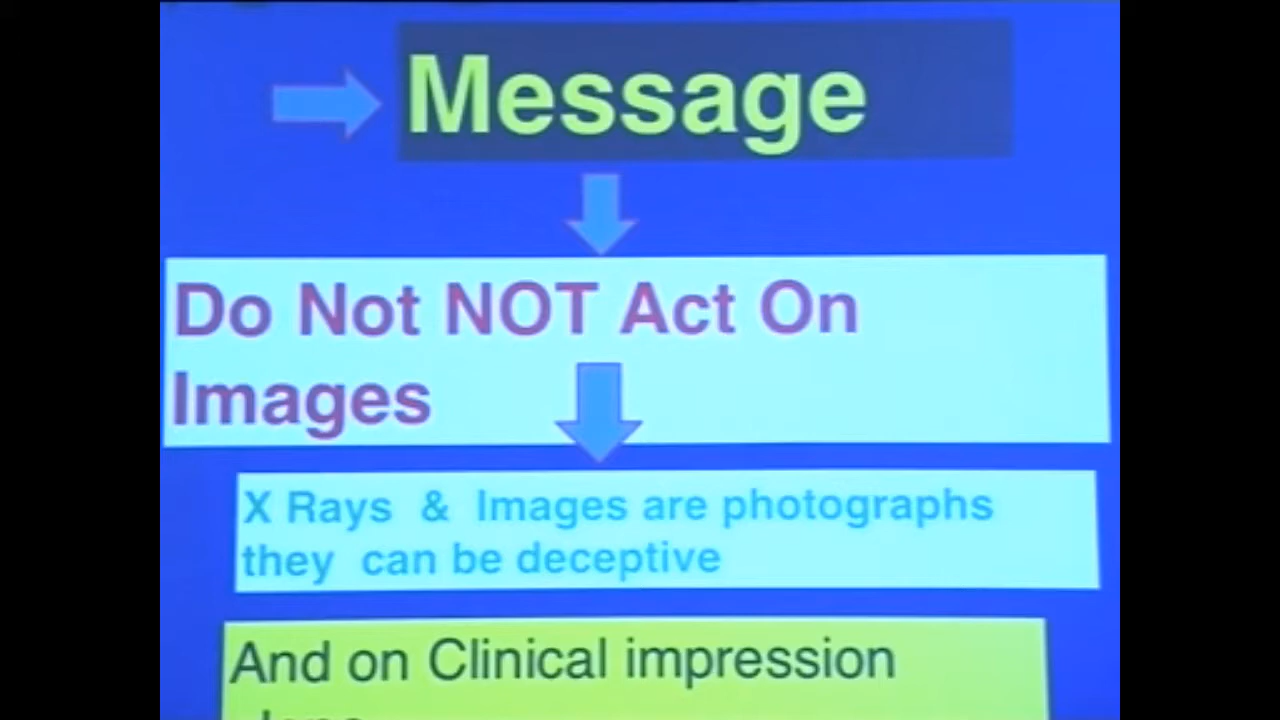 Message
Do Not NOT Act On
Images
X Rays & Images are photographs
they can be deceptive
And on Clinical impression